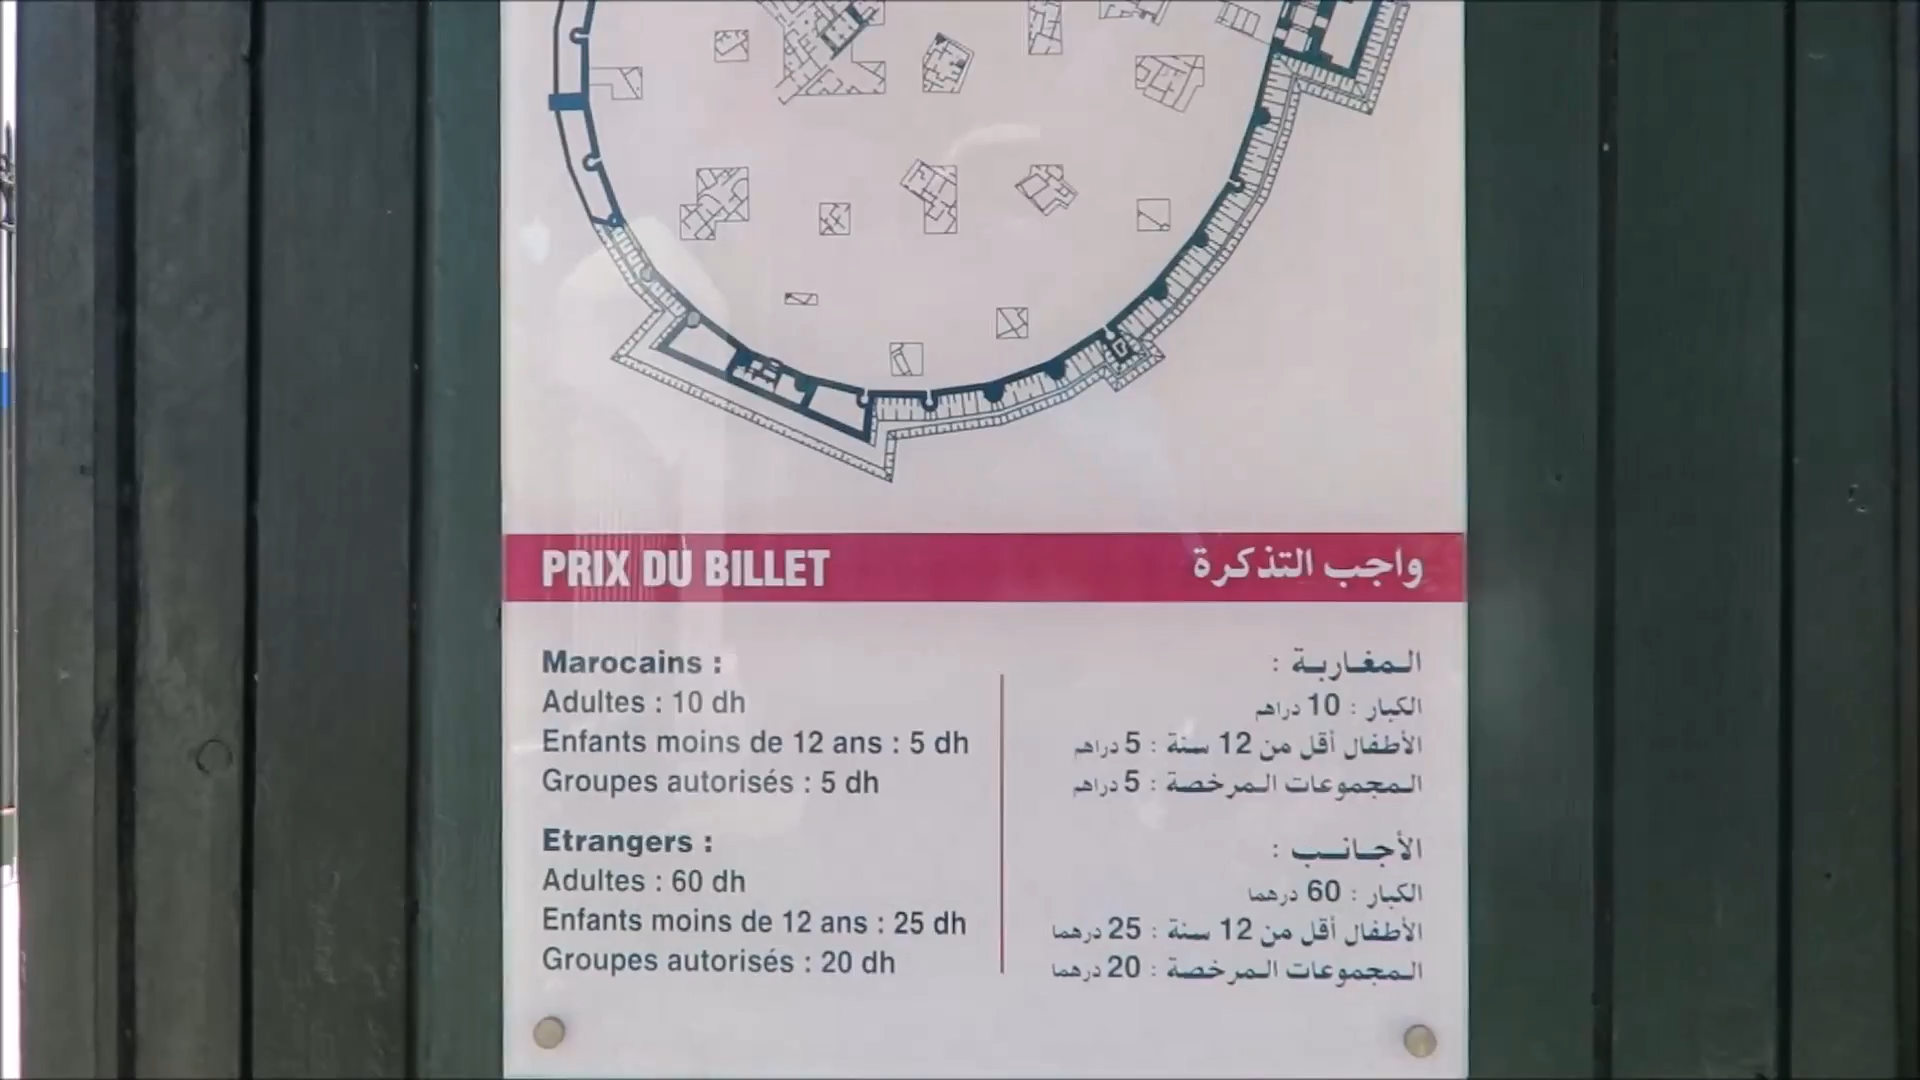 PRIX DU BILLET
واجب التذكرة
Marocains :
Adultes : 10 dh
Enfants moins de 12 ans : 5 dh
Groupes autorisés : 5 dh
Etrangers :
Adultes : 60 dh
Enfants moins de 12 ans : 25 dh
Groupes autorisés : 20 dh
المغاربة :
الكبار : 10 دراهم
الأطفال أقل من 12 سنة : 5 دراهم
المجموعات المرخصة : 5 دراهم
الأجانب :
الكبار : 60 درهما
الأطفال أقل من 12 سنة : 25 درهما
المجموعات المرخصة : 20 درهما